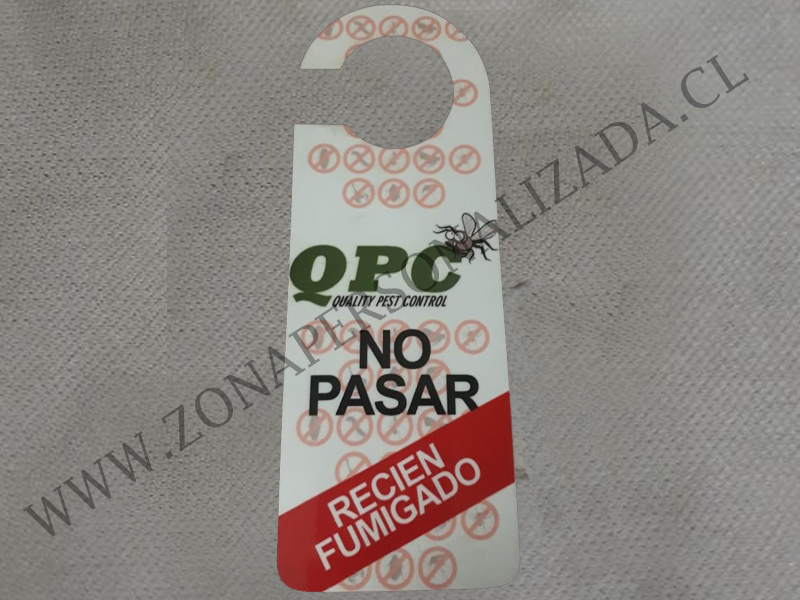 QPC
QUALITY PEST CONTROL
NO
PASAR
RECIEN
FUMIGADO
WWW.ZONAPERSONALIZADA.CL